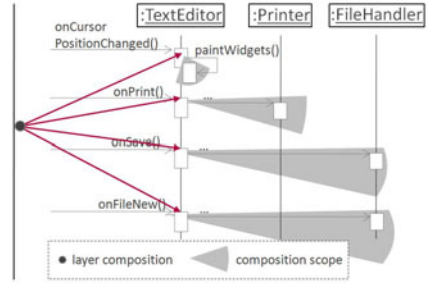 :TextEditor :Printer :FileHandler
onCursor
PositionChanged()
paintWidgets()
onPrint() ...
onSave() ...
onFileNew() ...
layer composition composition scope